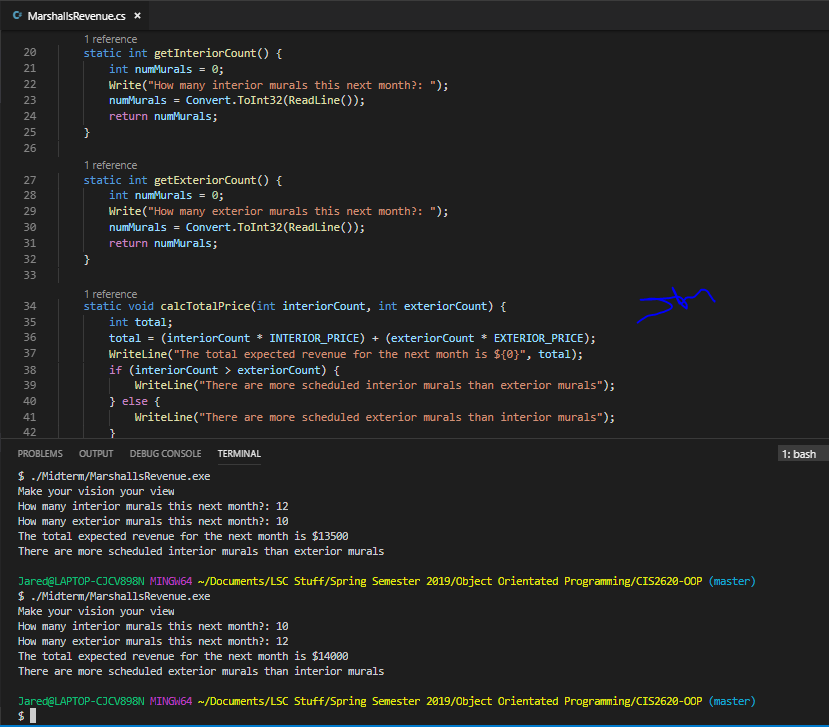 MarshallsRevenue.cs ×
1 reference
20 static int getInteriorCount() {
21 int numMurals = 0;
22 Write("How many interior murals this next month?: ");
23 numMurals = Convert.ToInt32(ReadLine());
24 return numMurals;
25 }
26
1 reference
27 static int getExteriorCount() {
28 int numMurals = 0;
29 Write("How many exterior murals this next month?: ");
30 numMurals = Convert.ToInt32(ReadLine());
31 return numMurals;
32 }
33
1 reference
34 static void calcTotalPrice(int interiorCount, int exteriorCount) {
35 int total;
36 total = (interiorCount * INTERIOR_PRICE) + (exteriorCount * EXTERIOR_PRICE);
37 WriteLine("The total expected revenue for the next month is ${0}", total);
38 if (interiorCount > exteriorCount) {
39 WriteLine("There are more scheduled interior murals than exterior murals");
40 } else {
41 WriteLine("There are more scheduled exterior murals than interior murals");
42 }
PROBLEMS OUTPUT DEBUG CONSOLE TERMINAL 1: bash
$ ./Midterm/MarshallsRevenue.exe
Make your vision your view
How many interior murals this next month?: 12
How many exterior murals this next month?: 10
The total expected revenue for the next month is $13500
There are more scheduled interior murals than exterior murals
Jared@LAPTOP-CJCV898N MINGW64 ~/Documents/LSC Stuff/Spring Semester 2019/Object Orientated Programming/CIS2620-OOP (master)
$ ./Midterm/MarshallsRevenue.exe
Make your vision your view
How many interior murals this next month?: 10
How many exterior murals this next month?: 12
The total expected revenue for the next month is $14000
There are more scheduled exterior murals than interior murals
Jared@LAPTOP-CJCV898N MINGW64 ~/Documents/LSC Stuff/Spring Semester 2019/Object Orientated Programming/CIS2620-OOP (master)
$